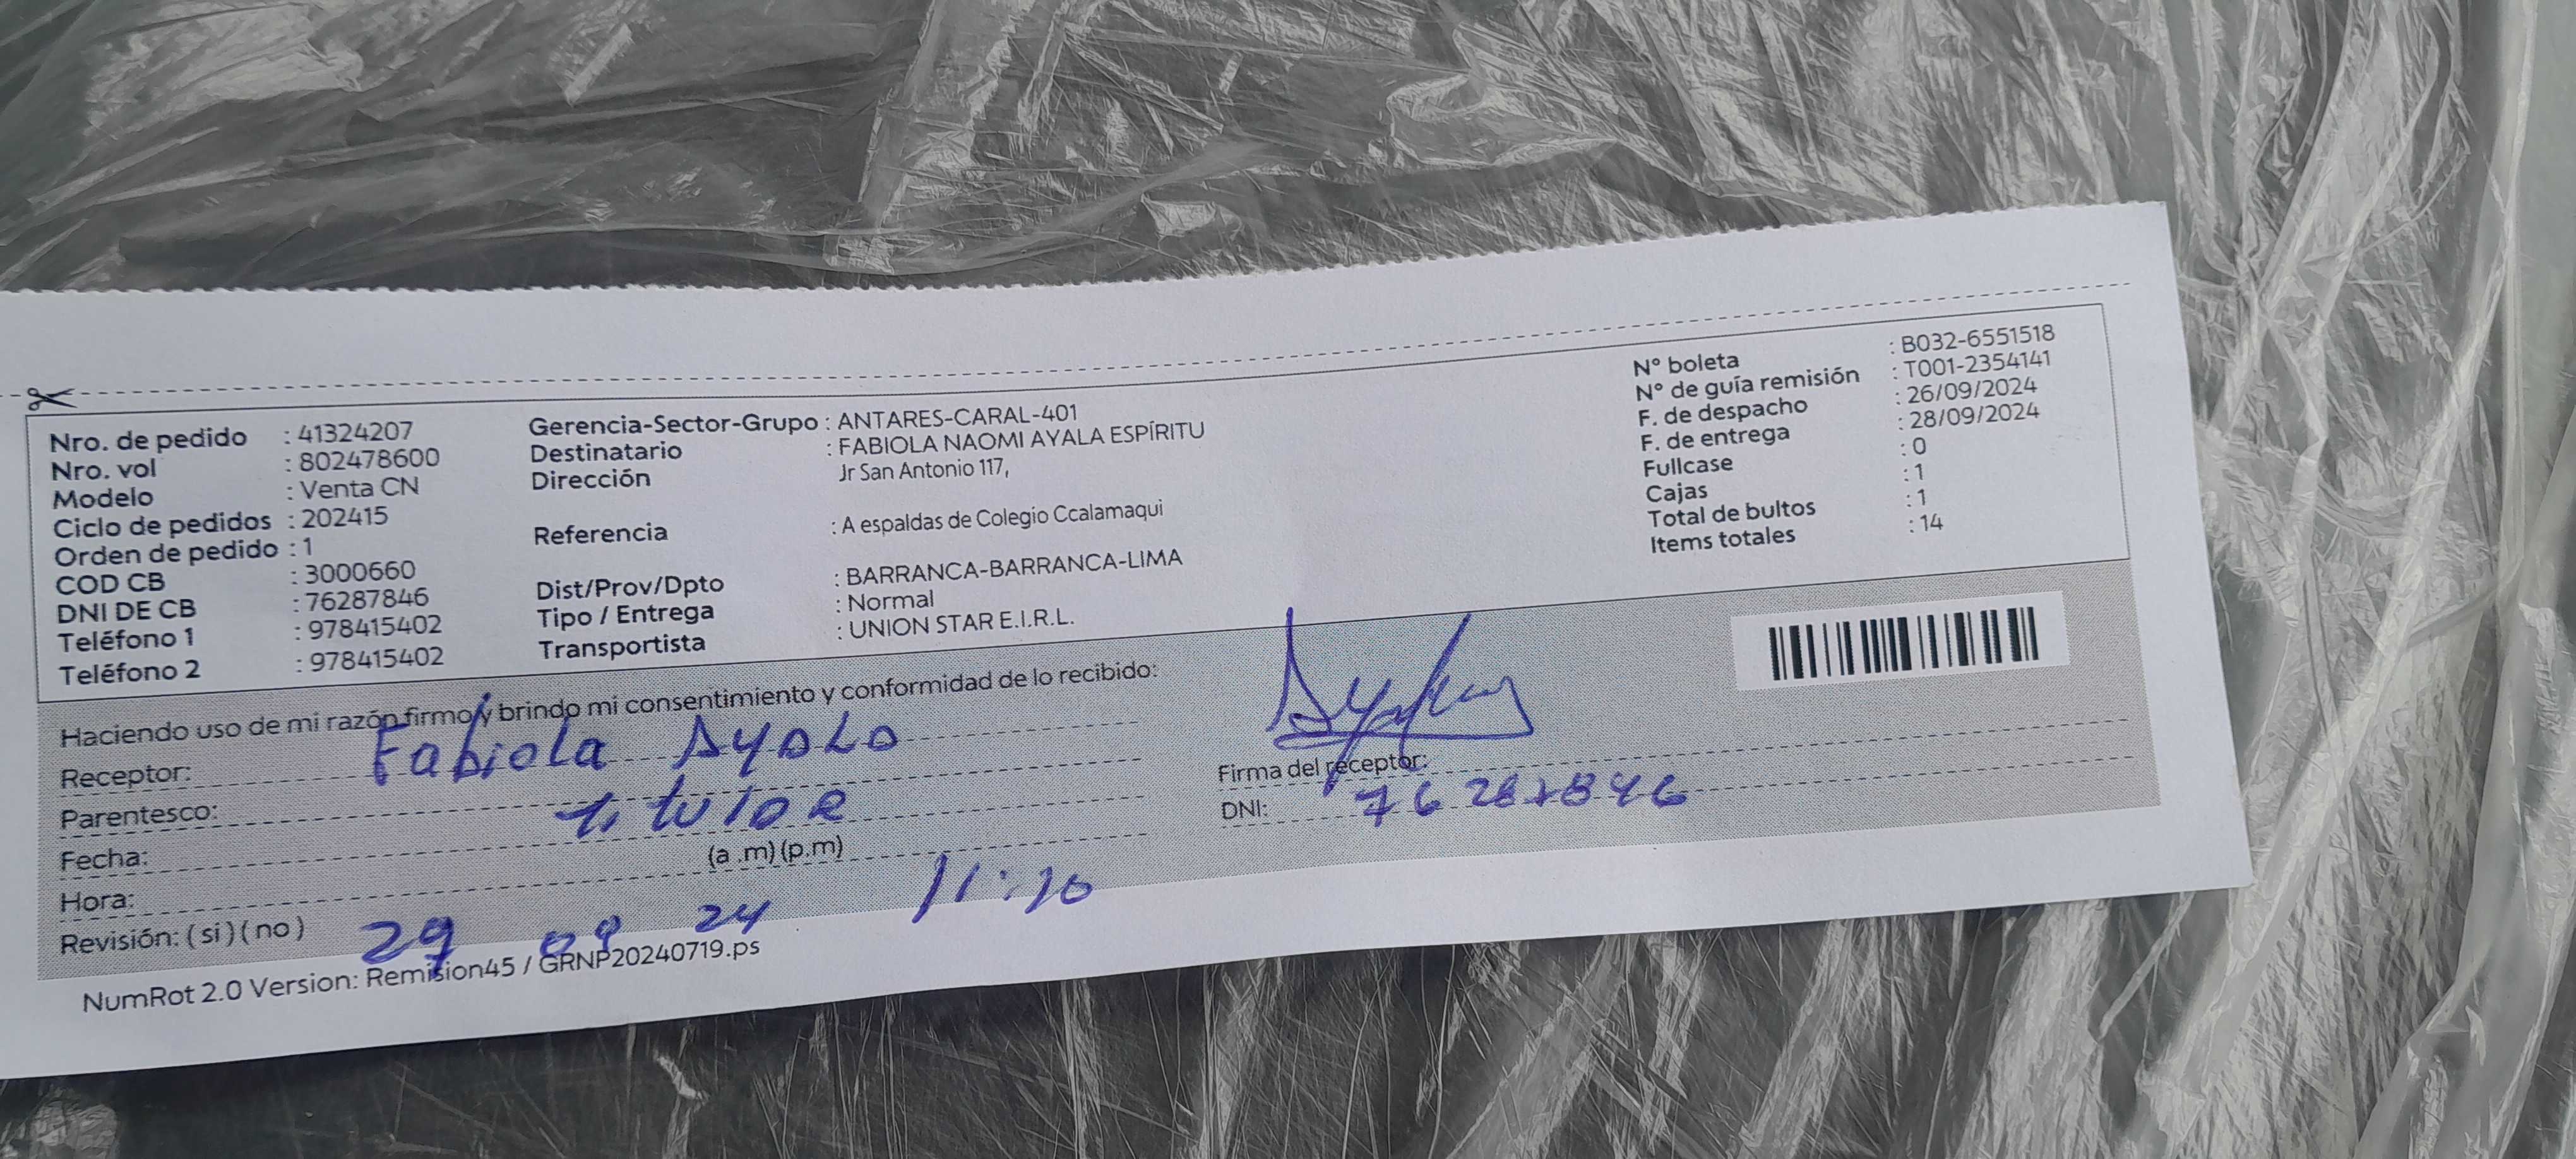 Nro. de pedido : 41324207
Nro. vol : 802478600
Modelo : Venta CN
Ciclo de pedidos : 202415
Orden de pedido : 1
COD CB : 3000660
DNI DE CB : 76287846
Teléfono 1 : 978415402
Teléfono 2 : 978415402
Gerencia-Sector-Grupo : ANTARES-CARAL-401
Destinatario : FABIOLA NAOMI AYALA ESPÍRITU
Dirección Jr San Antonio 117,
Referencia : A espaldas de Colegio Ccalamaqui
Dist/Prov/Dpto : BARRANCA-BARRANCA-LIMA
Tipo / Entrega : Normal
Transportista : UNION STAR E.I.R.L.
N° boleta : B032-6551518
N° de guía remisión : T001-2354141
F. de despacho : 26/09/2024
F. de entrega : 28/09/2024
Fullcase : 0
Cajas : 1
Total de bultos : 1
Items totales : 14
Haciendo uso de mi razón firmo y brindo mi consentimiento y conformidad de lo recibido:
Receptor: Fabiola Ayala
Parentesco: titular
Fecha:
(a .m) (p.m)
Hora:
Revisión: ( si ) ( no )
29 09 24 11:10
Firma del receptor:
DNI: 76287846
NumRot 2.0 Version: Remision45 / GRNP20240719.ps